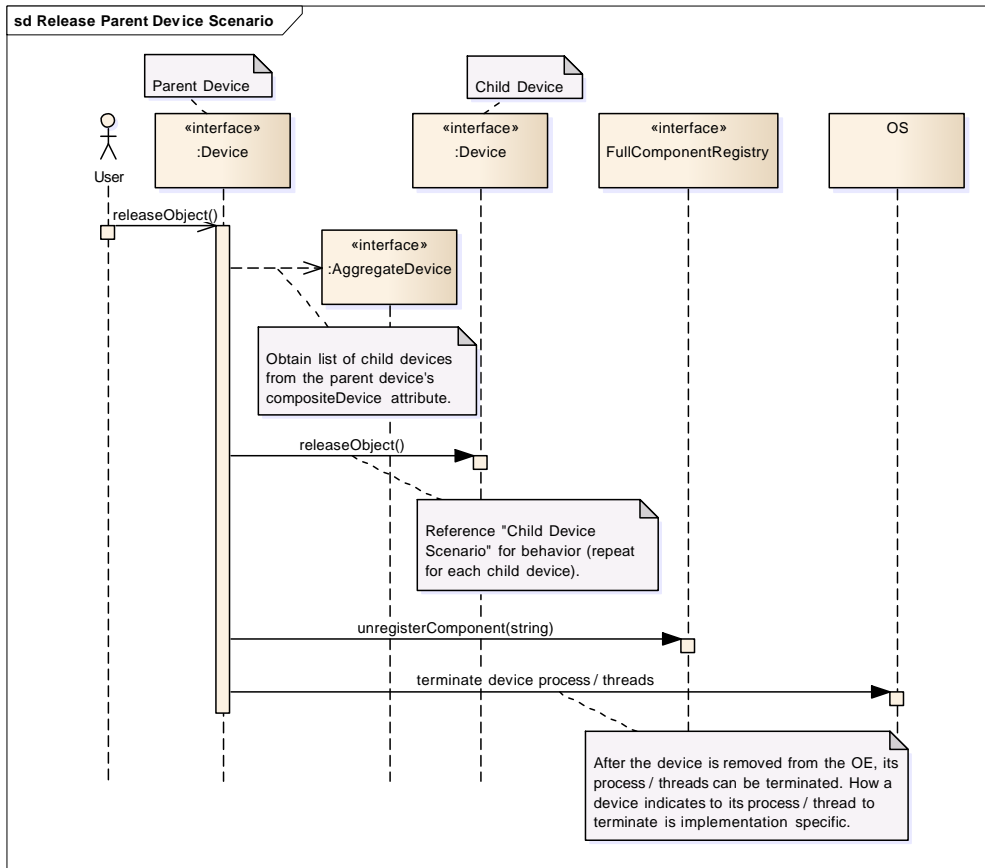 sd Release Parent Device Scenario
Parent Device
Child Device
User
«interface»
:Device
«interface»
:Device
«interface»
FullComponentRegistry
OS
releaseObject()
«interface»
:AggregateDevice
Obtain list of child devices
from the parent device's
compositeDevice attribute.
releaseObject()
Reference "Child Device
Scenario" for behavior (repeat
for each child device).
unregisterComponent(string)
terminate device process / threads
After the device is removed from the OE, its
process / threads can be terminated. How a
device indicates to its process / thread to
terminate is implementation specific.